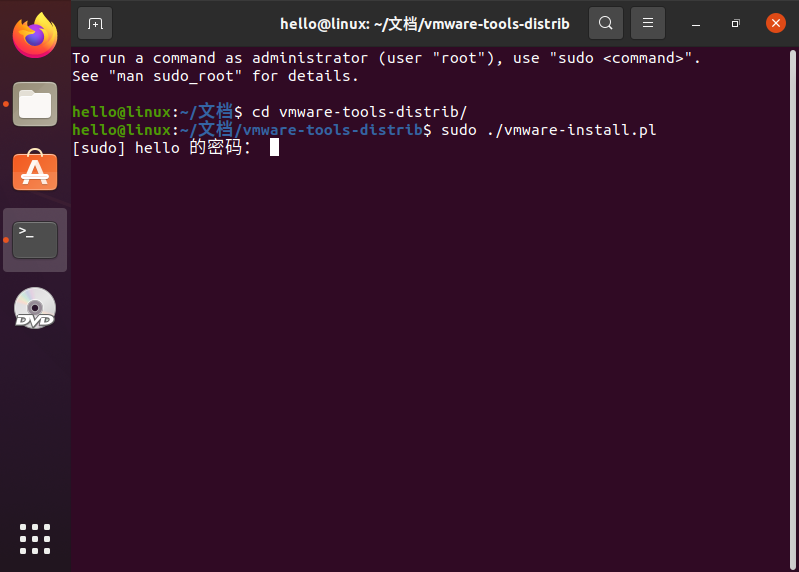 hello@linux: ~/文档/vmware-tools-distrib
To run a command as administrator (user "root"), use "sudo <command>".
See "man sudo_root" for details.
hello@linux:~/文档$ cd vmware-tools-distrib/
hello@linux:~/文档/vmware-tools-distrib$ sudo ./vmware-install.pl
[sudo] hello 的密码：
>_
DVD